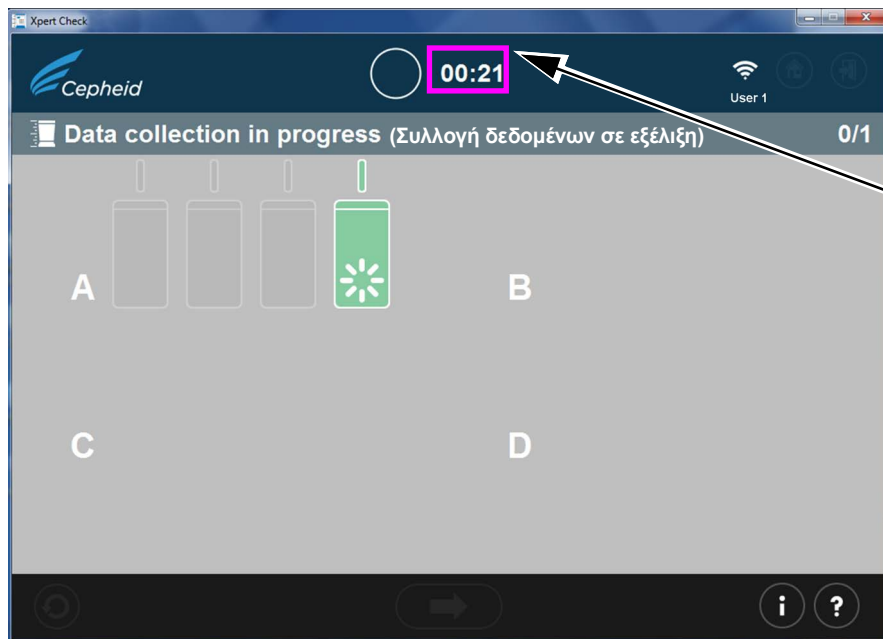 Xpert Check
Cepheid
00:21
User 1
Data collection in progress (Συλλογή δεδομένων σε εξέλιξη)
0/1
A
B
C
D
i
?